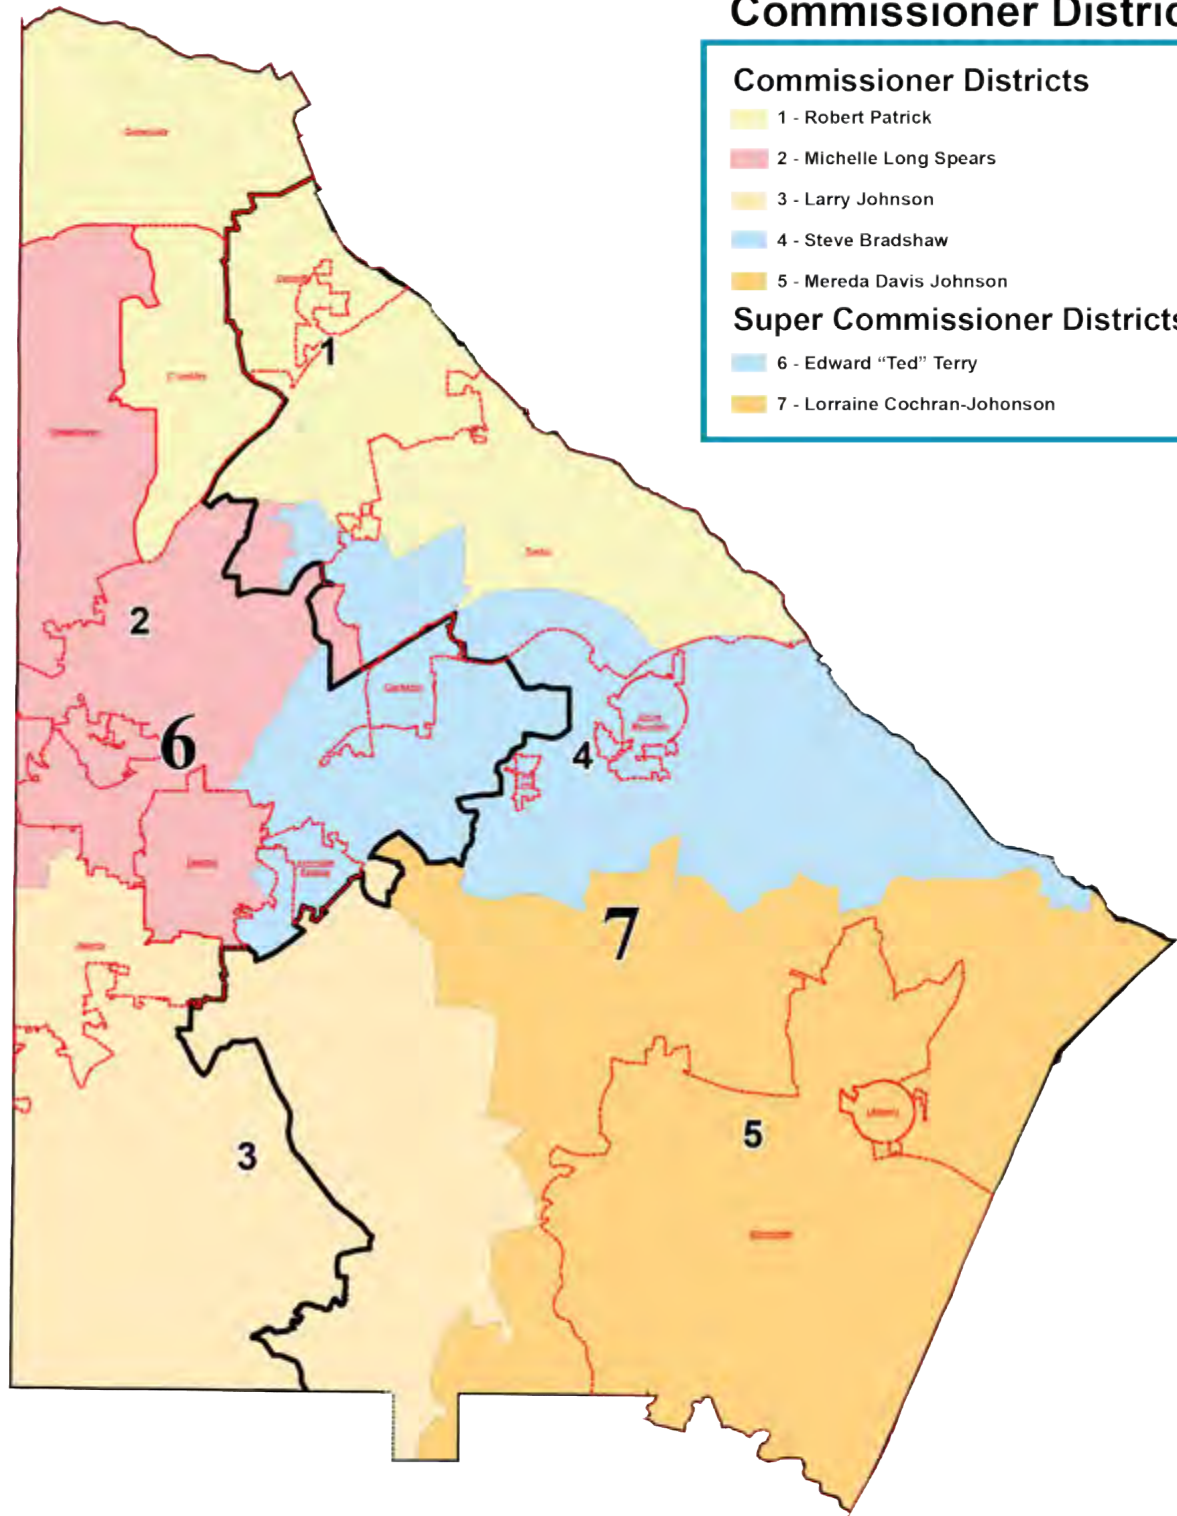 Commissioner Distric
Commissioner Districts
1 - Robert Patrick
2 - Michelle Long Spears
3 - Larry Johnson
4 - Steve Bradshaw
5 - Mereda Davis Johnson
Super Commissioner Districts
6 - Edward “Ted” Terry
7 - Lorraine Cochran-Johonson
1
2
6
4
7
5
3